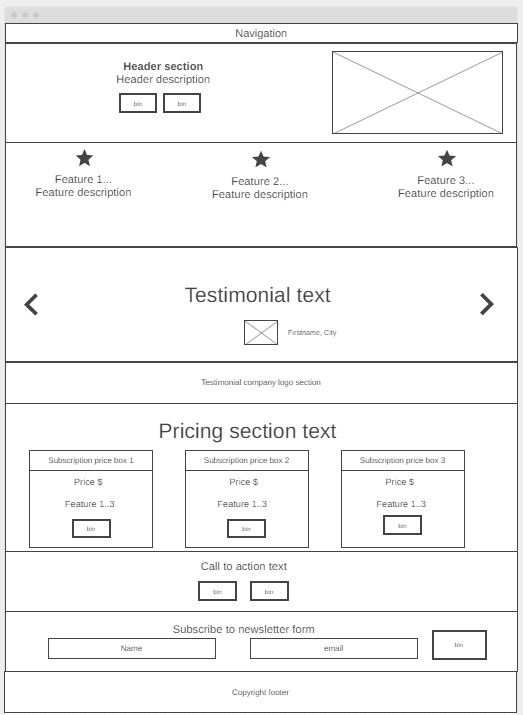 Navigation
Header section
Header description
btn
btn
Feature 1...
Feature description
Feature 2...
Feature description
Feature 3...
Feature description
Testimonial text
Firstname, City
Testimonial company logo section
Pricing section text
Subscription price box 1
Price $
Feature 1..3
btn
Subscription price box 2
Price $
Feature 1..3
btn
Subscription price box 3
Price $
Feature 1..3
btn
Call to action text
btn
btn
Subscribe to newsletter form
Name
email
btn
Copyright footer